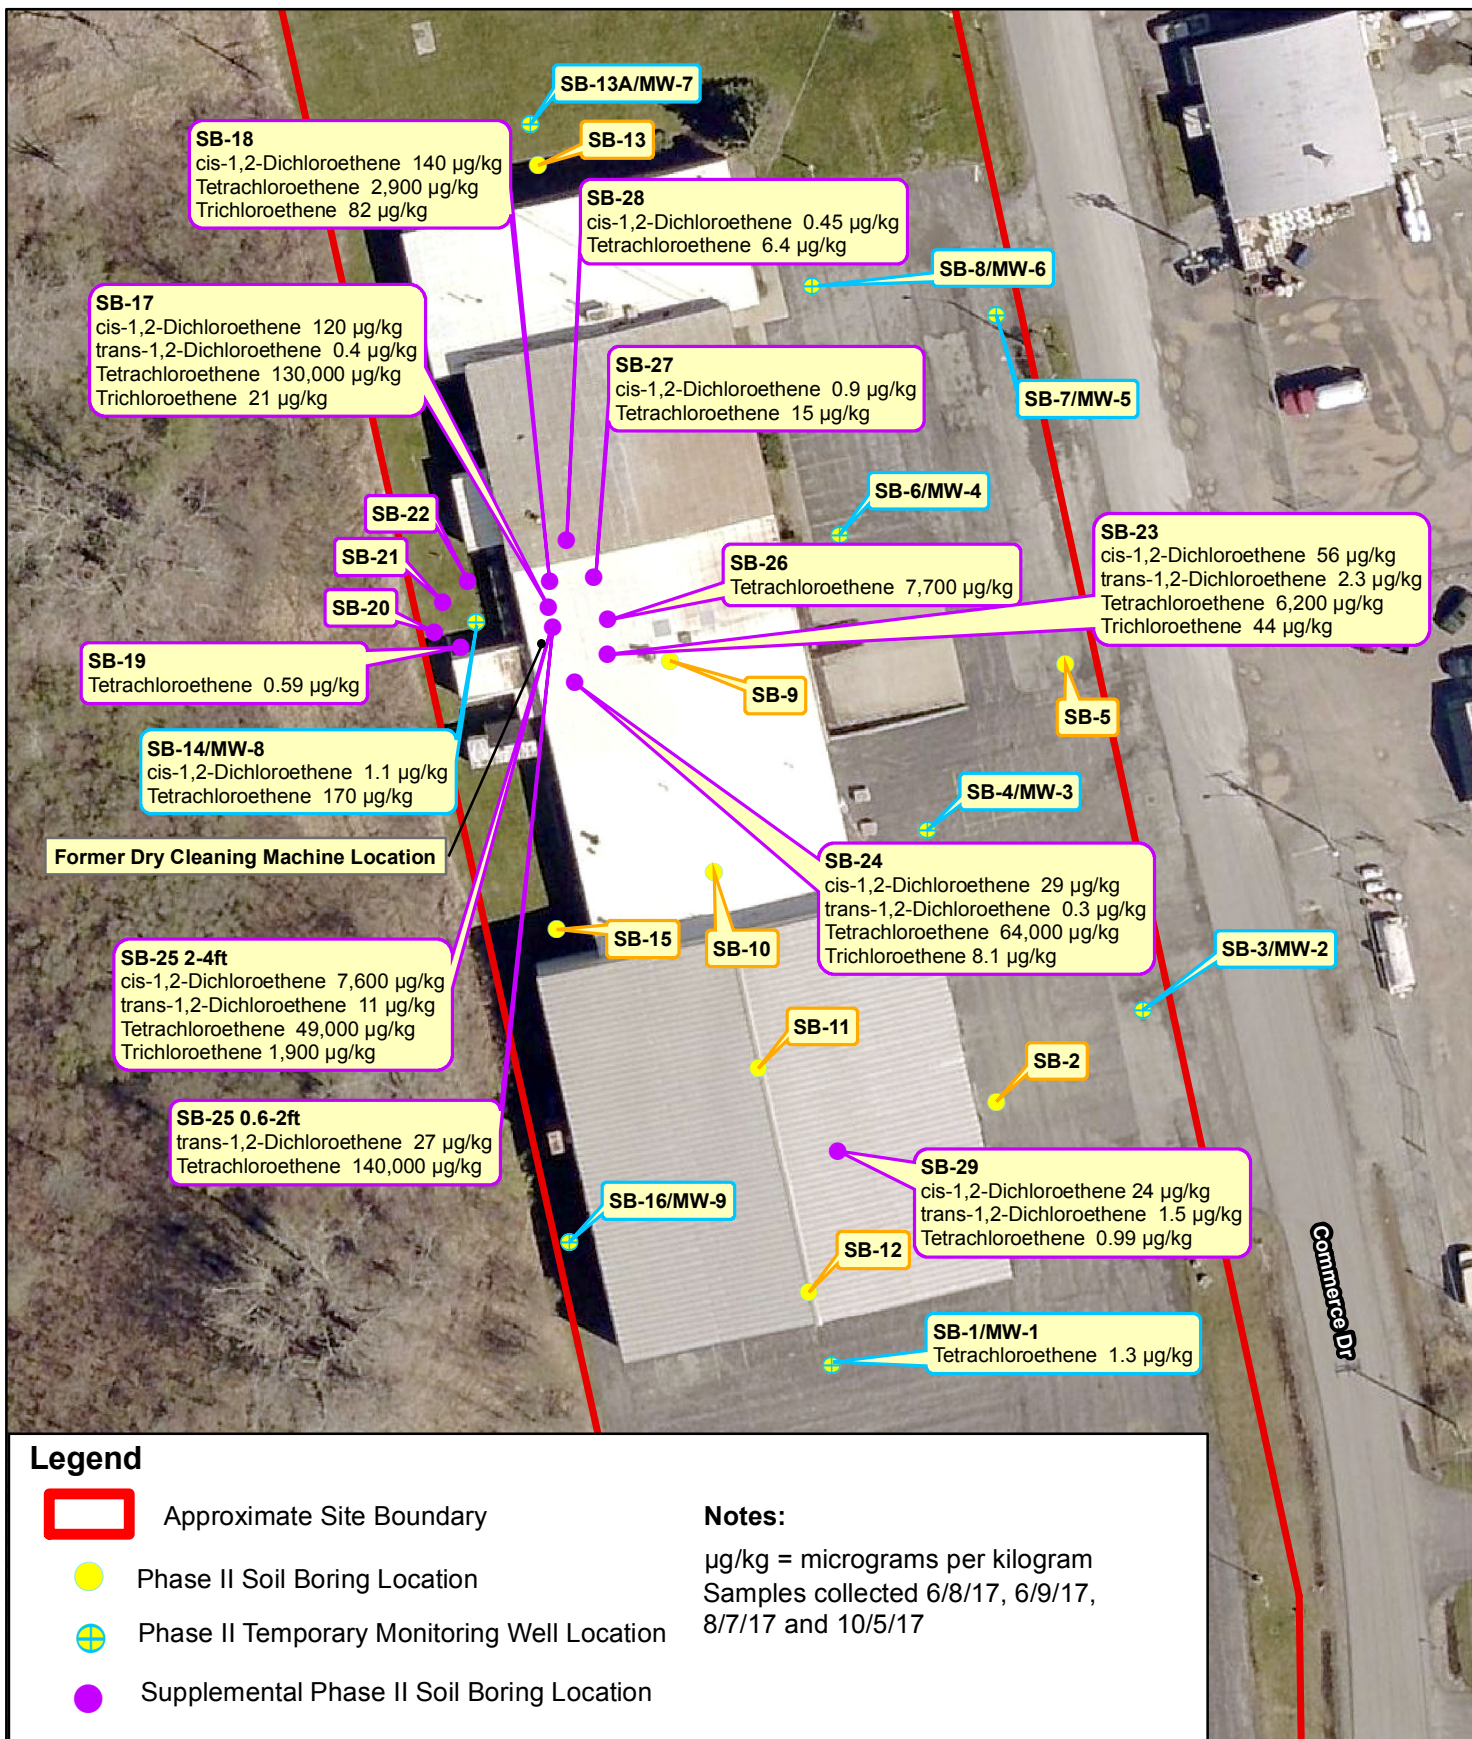 SB-13A/MW-7
SB-13
SB-18
cis-1,2-Dichloroethene 140 µg/kg
Tetrachloroethene 2,900 µg/kg
Trichloroethene 82 µg/kg
SB-28
cis-1,2-Dichloroethene 0.45 µg/kg
Tetrachloroethene 6.4 µg/kg
SB-8/MW-6
SB-17
cis-1,2-Dichloroethene 120 µg/kg
trans-1,2-Dichloroethene 0.4 µg/kg
Tetrachloroethene 130,000 µg/kg
Trichloroethene 21 µg/kg
SB-27
cis-1,2-Dichloroethene 0.9 µg/kg
Tetrachloroethene 15 µg/kg
SB-7/MW-5
SB-6/MW-4
SB-22
SB-21
SB-20
SB-26
Tetrachloroethene 7,700 µg/kg
SB-23
cis-1,2-Dichloroethene 56 µg/kg
trans-1,2-Dichloroethene 2.3 µg/kg
Tetrachloroethene 6,200 µg/kg
Trichloroethene 44 µg/kg
SB-19
Tetrachloroethene 0.59 µg/kg
SB-9
SB-5
SB-14/MW-8
cis-1,2-Dichloroethene 1.1 µg/kg
Tetrachloroethene 170 µg/kg
SB-4/MW-3
Former Dry Cleaning Machine Location
SB-24
cis-1,2-Dichloroethene 29 µg/kg
trans-1,2-Dichloroethene 0.3 µg/kg
Tetrachloroethene 64,000 µg/kg
Trichloroethene 8.1 µg/kg
SB-15
SB-10
SB-3/MW-2
SB-25 2-4ft
cis-1,2-Dichloroethene 7,600 µg/kg
trans-1,2-Dichloroethene 11 µg/kg
Tetrachloroethene 49,000 µg/kg
Trichloroethene 1,900 µg/kg
SB-11
SB-2
SB-25 0.6-2ft
trans-1,2-Dichloroethene 27 µg/kg
Tetrachloroethene 140,000 µg/kg
SB-29
cis-1,2-Dichloroethene 24 µg/kg
trans-1,2-Dichloroethene 1.5 µg/kg
Tetrachloroethene 0.99 µg/kg
SB-16/MW-9
SB-12
Commerce Dr
SB-1/MW-1
Tetrachloroethene 1.3 µg/kg
Legend
Approximate Site Boundary
Phase II Soil Boring Location
Phase II Temporary Monitoring Well Location
Supplemental Phase II Soil Boring Location
Notes:
µg/kg = micrograms per kilogram
Samples collected 6/8/17, 6/9/17,
8/7/17 and 10/5/17